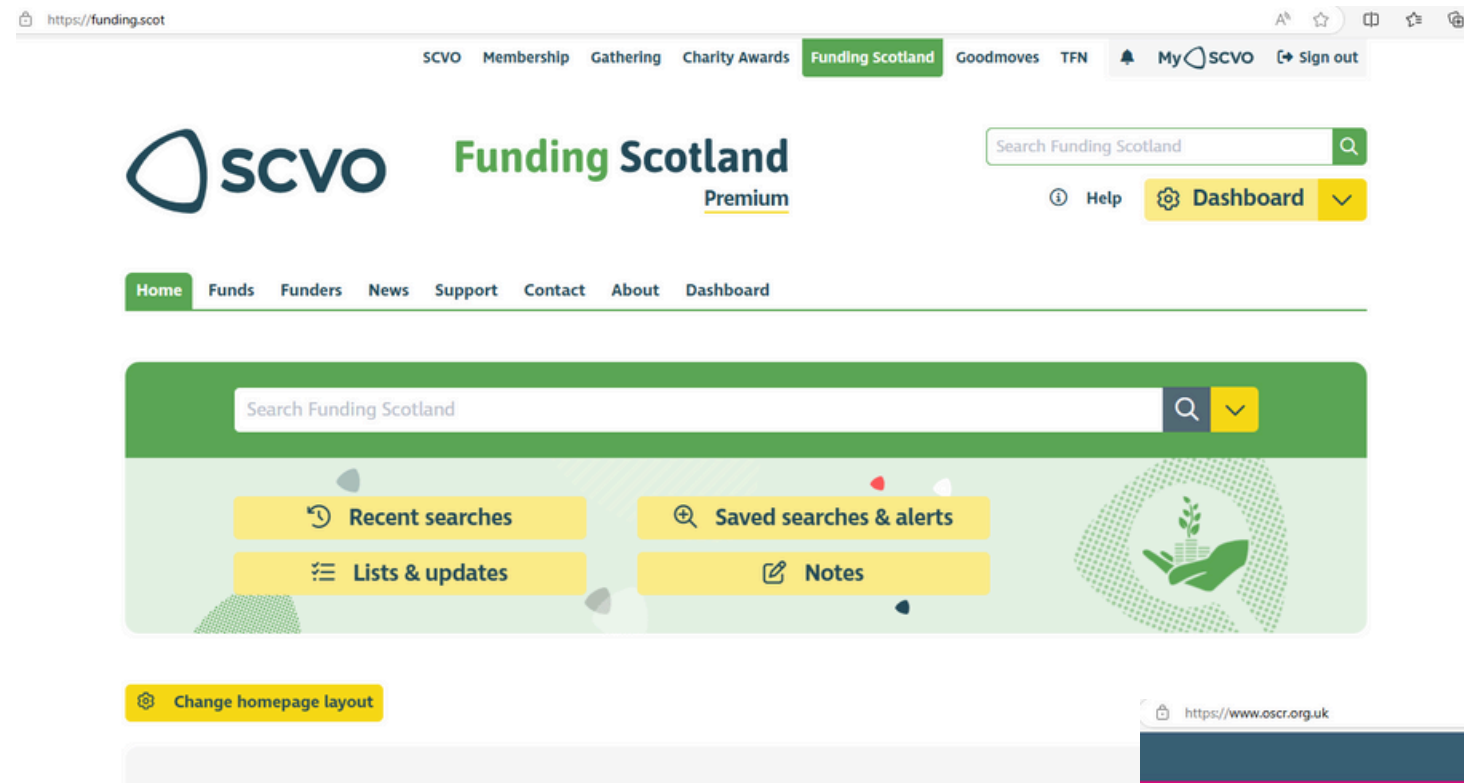 https://funding.scot
SCVO Membership Gathering Charity Awards Funding Scotland Goodmoves TFN My SCVO Sign out
scvo Funding Scotland
Premium
Search Funding Scotland
Help Dashboard
Home Funds Funders News Support Contact About Dashboard
Search Funding Scotland
Recent searches Saved searches & alerts
Lists & updates Notes
Change homepage layout
https://www.oscr.org.uk